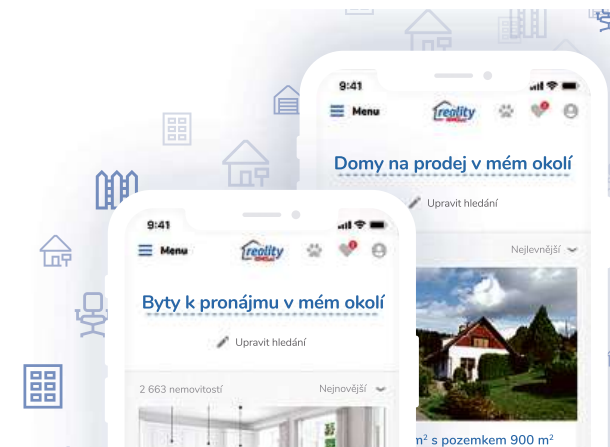 9:41
Menu
reality
Domy na prodej v mém okolí
Upravit hledání
Nejlevnější
m² s pozemkem 900 m²
9:41
Menu
reality
Byty k pronájmu v mém okolí
Upravit hledání
2 663 nemovitostí
Nejnovější